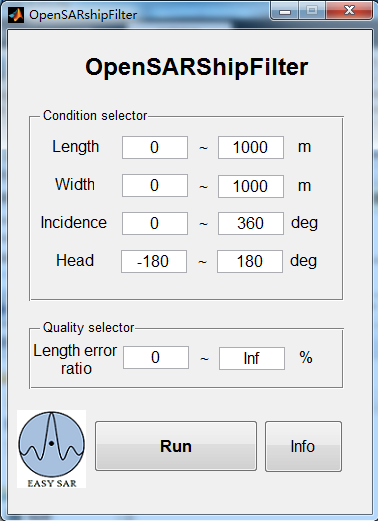 OpenSARshipFilter
OpenSARShipFilter
Condition selector
Length 0 ~ 1000 m
Width 0 ~ 1000 m
Incidence 0 ~ 360 deg
Head -180 ~ 180 deg
Quality selector
Length error
ratio 0 ~ Inf %
EASY SAR
Run
Info